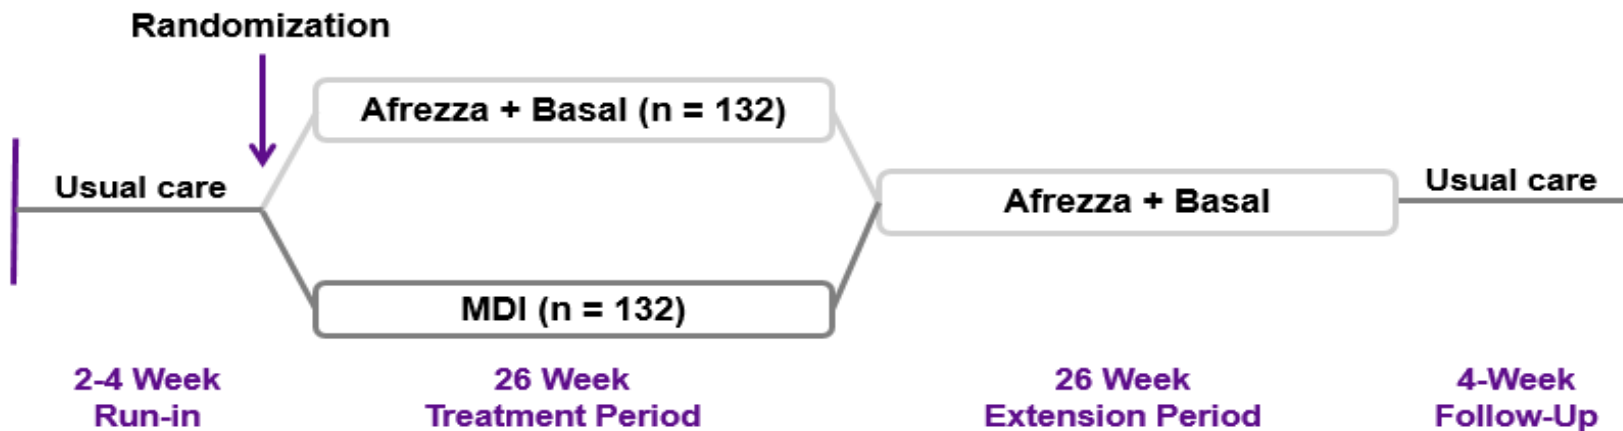 Randomization
Afrezza + Basal (n = 132)
Usual care
Afrezza + Basal
Usual care
MDI (n = 132)
2-4 Week
Run-in
26 Week
Treatment Period
26 Week
Extension Period
4-Week
Follow-Up